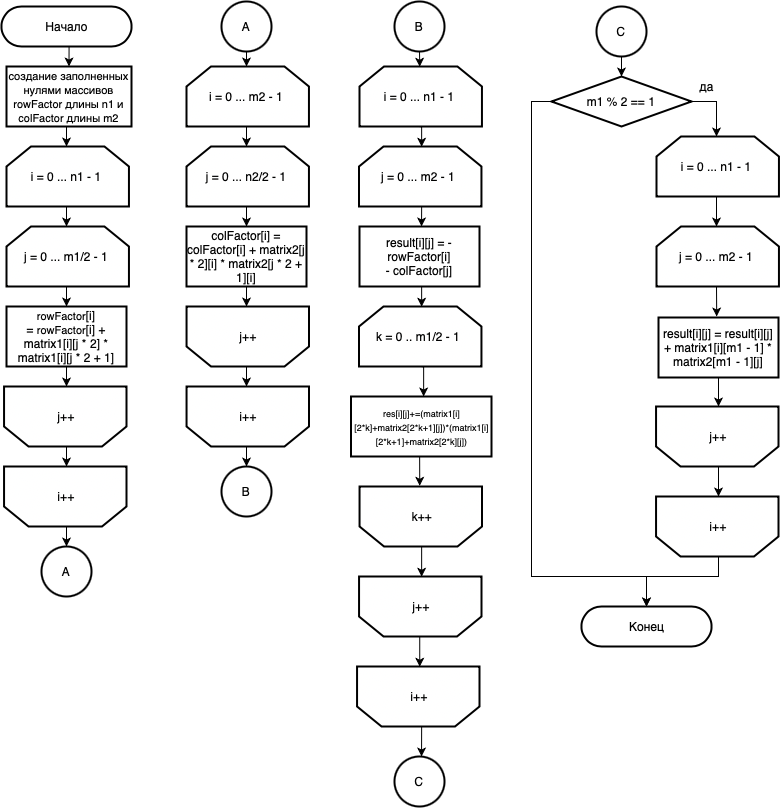 Начало
создание заполненных
нулями массивов
rowFactor длины n1 и
colFactor длины m2
i = 0 ... n1 - 1
j = 0 ... m1/2 - 1
rowFactor[i]
= rowFactor[i] +
matrix1[i][j * 2] *
matrix1[i][j * 2 + 1]
j++
i++
A
A
i = 0 ... m2 - 1
j = 0 ... n2/2 - 1
colFactor[i] =
colFactor[i] + matrix2[j
* 2][i] * matrix2[j * 2 +
1][i]
j++
i++
B
B
i = 0 ... n1 - 1
j = 0 ... m2 - 1
result[i][j] = -
rowFactor[i]
- colFactor[j]
k = 0 .. m1/2 - 1
res[i][j]+=(matrix1[i]
[2*k]+matrix2[2*k+1][j])*(matrix1[i]
[2*k+1]+matrix2[2*k][j])
k++
j++
i++
C
C
m1 % 2 == 1
да
i = 0 ... n1 - 1
j = 0 ... m2 - 1
result[i][j] = result[i][j]
+ matrix1[i][m1 - 1] *
matrix2[m1 - 1][j]
j++
i++
Конец